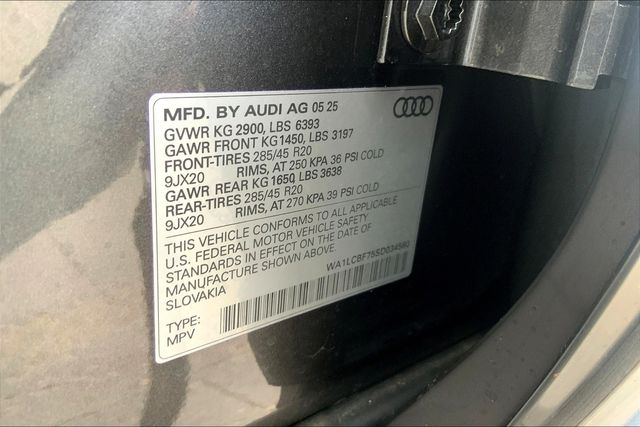 MFD. BY AUDI AG 05 25
GVWR KG 2900, LBS 6393
GAWR FRONT KG1450, LBS 3197
FRONT-TIRES 285/45 R20
9JX20 RIMS, AT 250 KPA 36 PSI COLD
GAWR REAR KG 1650, LBS 3638
REAR-TIRES 285/45 R20
9JX20 RIMS, AT 270 KPA 39 PSI COLD
THIS VEHICLE CONFORMS TO ALL APPLICABLE
U.S. FEDERAL MOTOR VEHICLE SAFETY
STANDARDS IN EFFECT ON THE DATE OF
MANUFACTURE SHOWN ABOVE
SLOVAKIA
WA1LCBF75SD034560
TYPE:
MPV